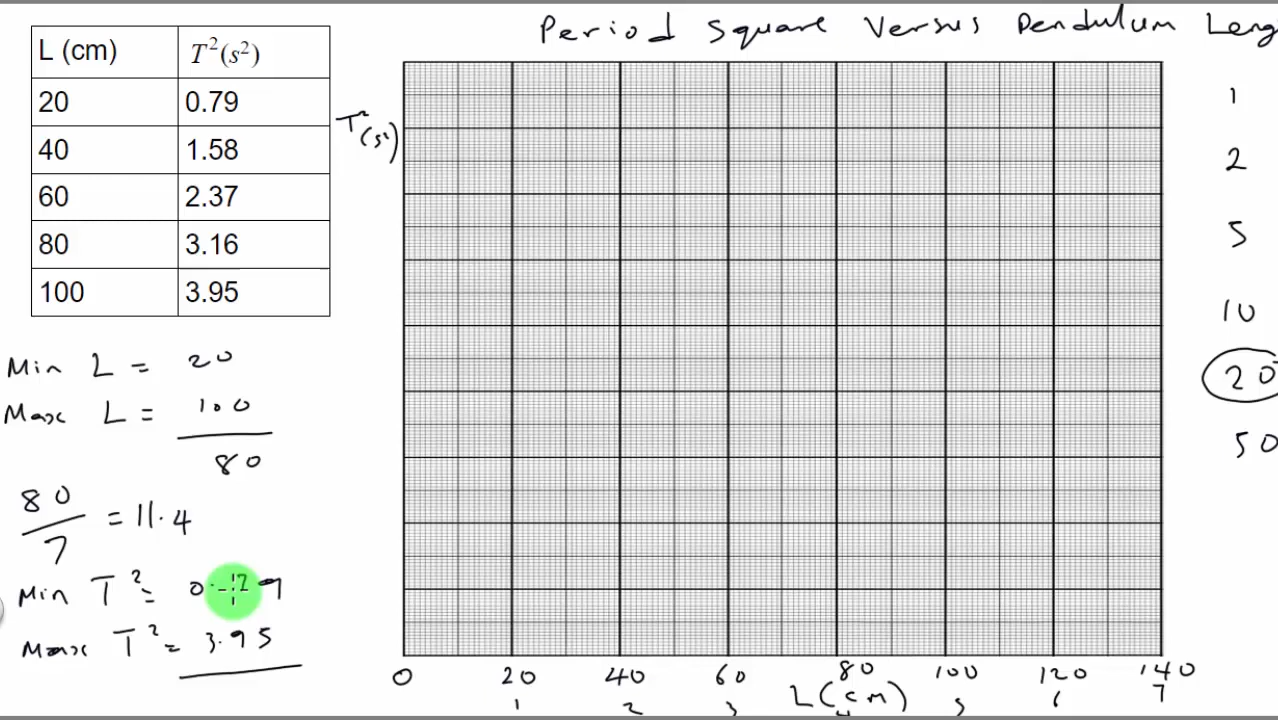 Period Square Versus Pendulum Leng
L (cm) T²(s²)
20 0.79
40 1.58
60 2.37
80 3.16
100 3.95
T²(s²)
1
2
5
10
20
50
Min L = 20
Max L = 100
80
80/7 = 11.4
Min T² = 0.79
Max T² = 3.95
0 20 40 60 80 100 120 140
1 2 3 4 5 6 7
L(cm)